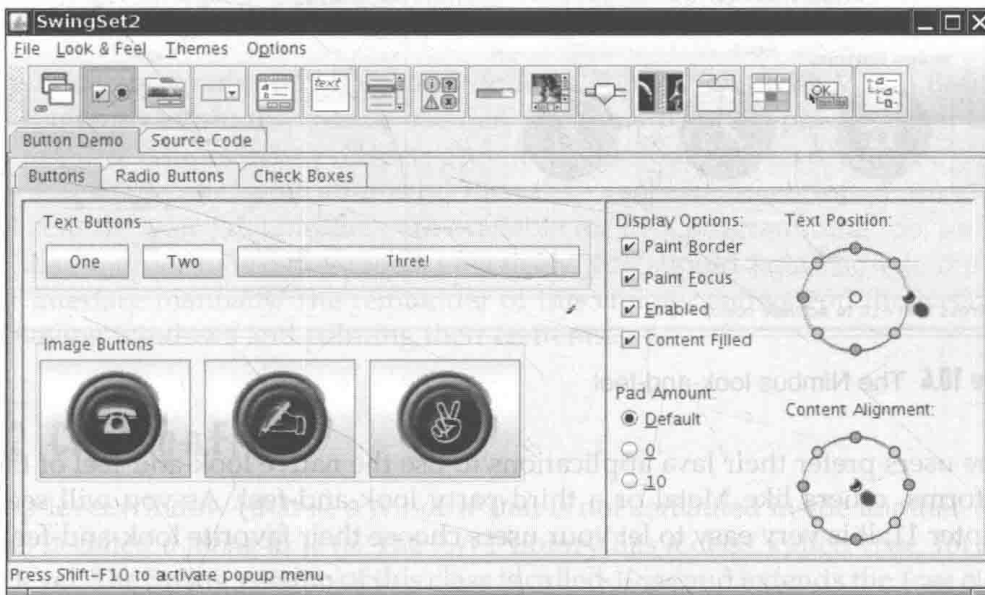 SwingSet2
File Look & Feel Themes Options
text
OK
Button Demo Source Code
Buttons Radio Buttons Check Boxes
Text Buttons
One Two Three!
Image Buttons
Display Options:
Paint Border
Paint Focus
Enabled
Content Filled
Pad Amount:
Default
0
10
Text Position:
Content Alignment:
Press Shift-F10 to activate popup menu